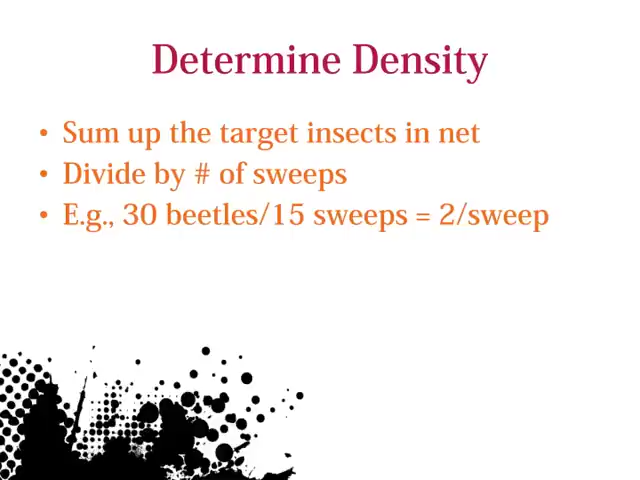 Determine Density
• Sum up the target insects in net
• Divide by # of sweeps
• E.g., 30 beetles/15 sweeps = 2/sweep